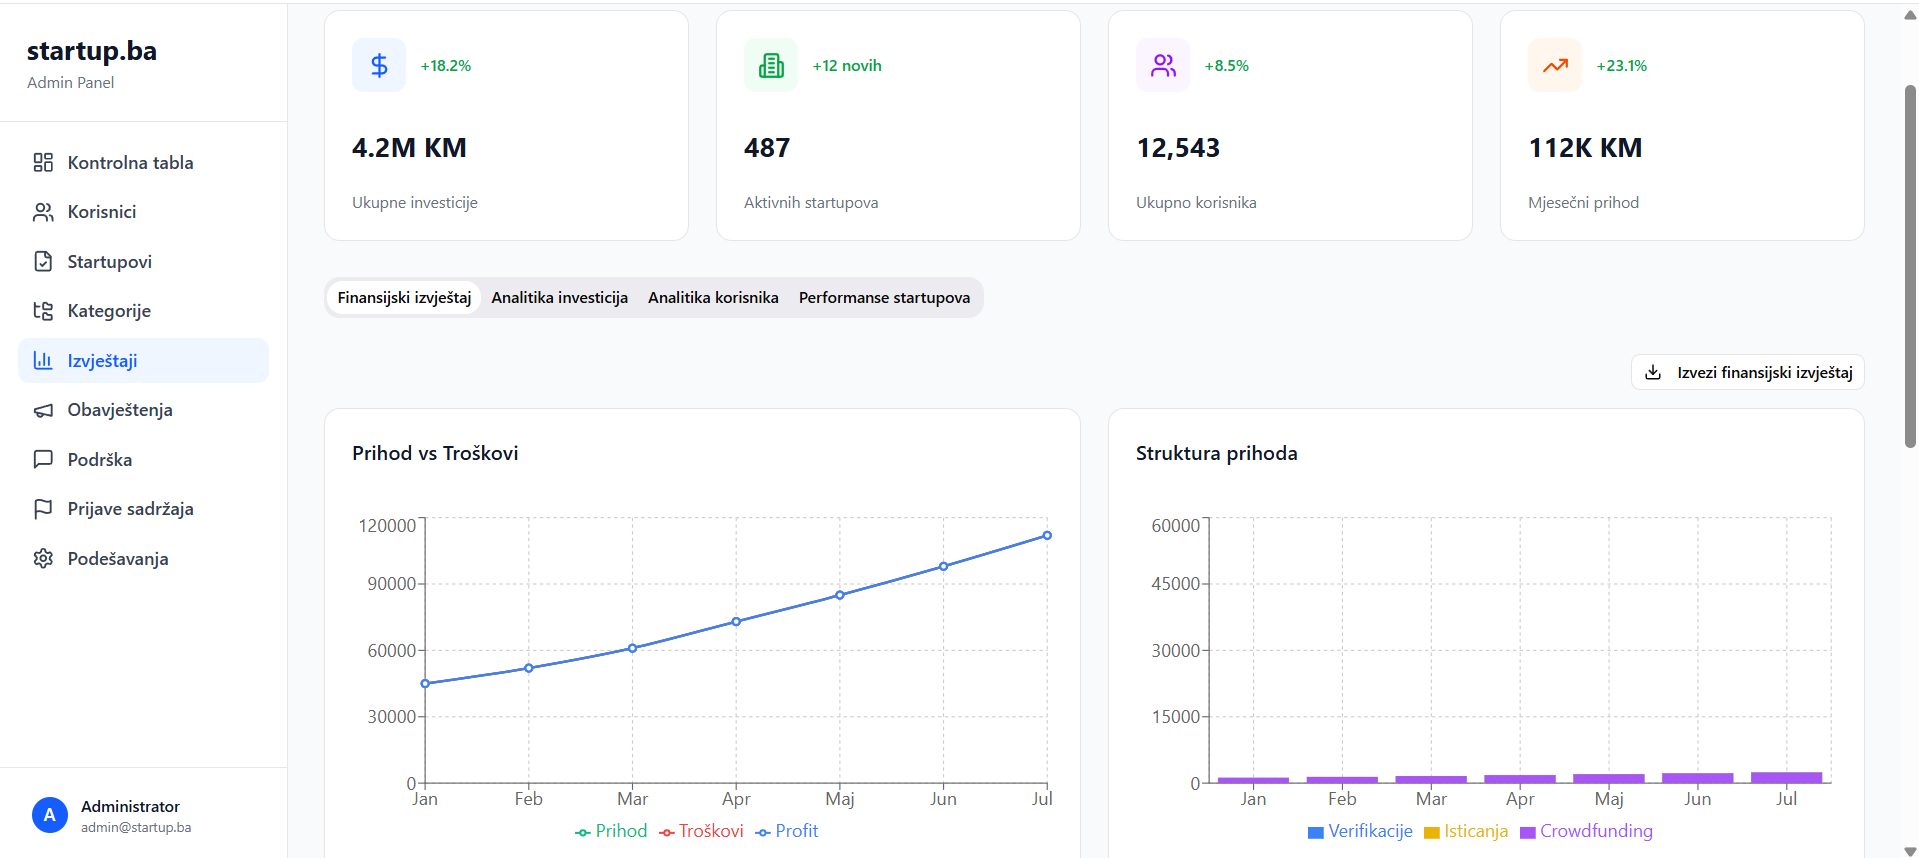 startup.ba
Admin Panel
Kontrolna tabla
Korisnici
Startupovi
Kategorije
Izvještaji
Obavještenja
Podrška
Prijave sadržaja
Podešavanja
A
Administrator
admin@startup.ba
+18.2%
4.2M KM
Ukupne investicije
+12 novih
487
Aktivnih startupova
+8.5%
12,543
Ukupno korisnika
+23.1%
112K KM
Mjesečni prihod
Finansijski izvještaj Analitika investicija Analitika korisnika Performanse startupova
Izvezi finansijski izvještaj
Prihod vs Troškovi
120000
90000
60000
30000
0
Jan Feb Mar Apr Maj Jun Jul
Prihod Troškovi Profit
Struktura prihoda
60000
45000
30000
15000
0
Jan Feb Mar Apr Maj Jun Jul
Verifikacije Isticanja Crowdfunding